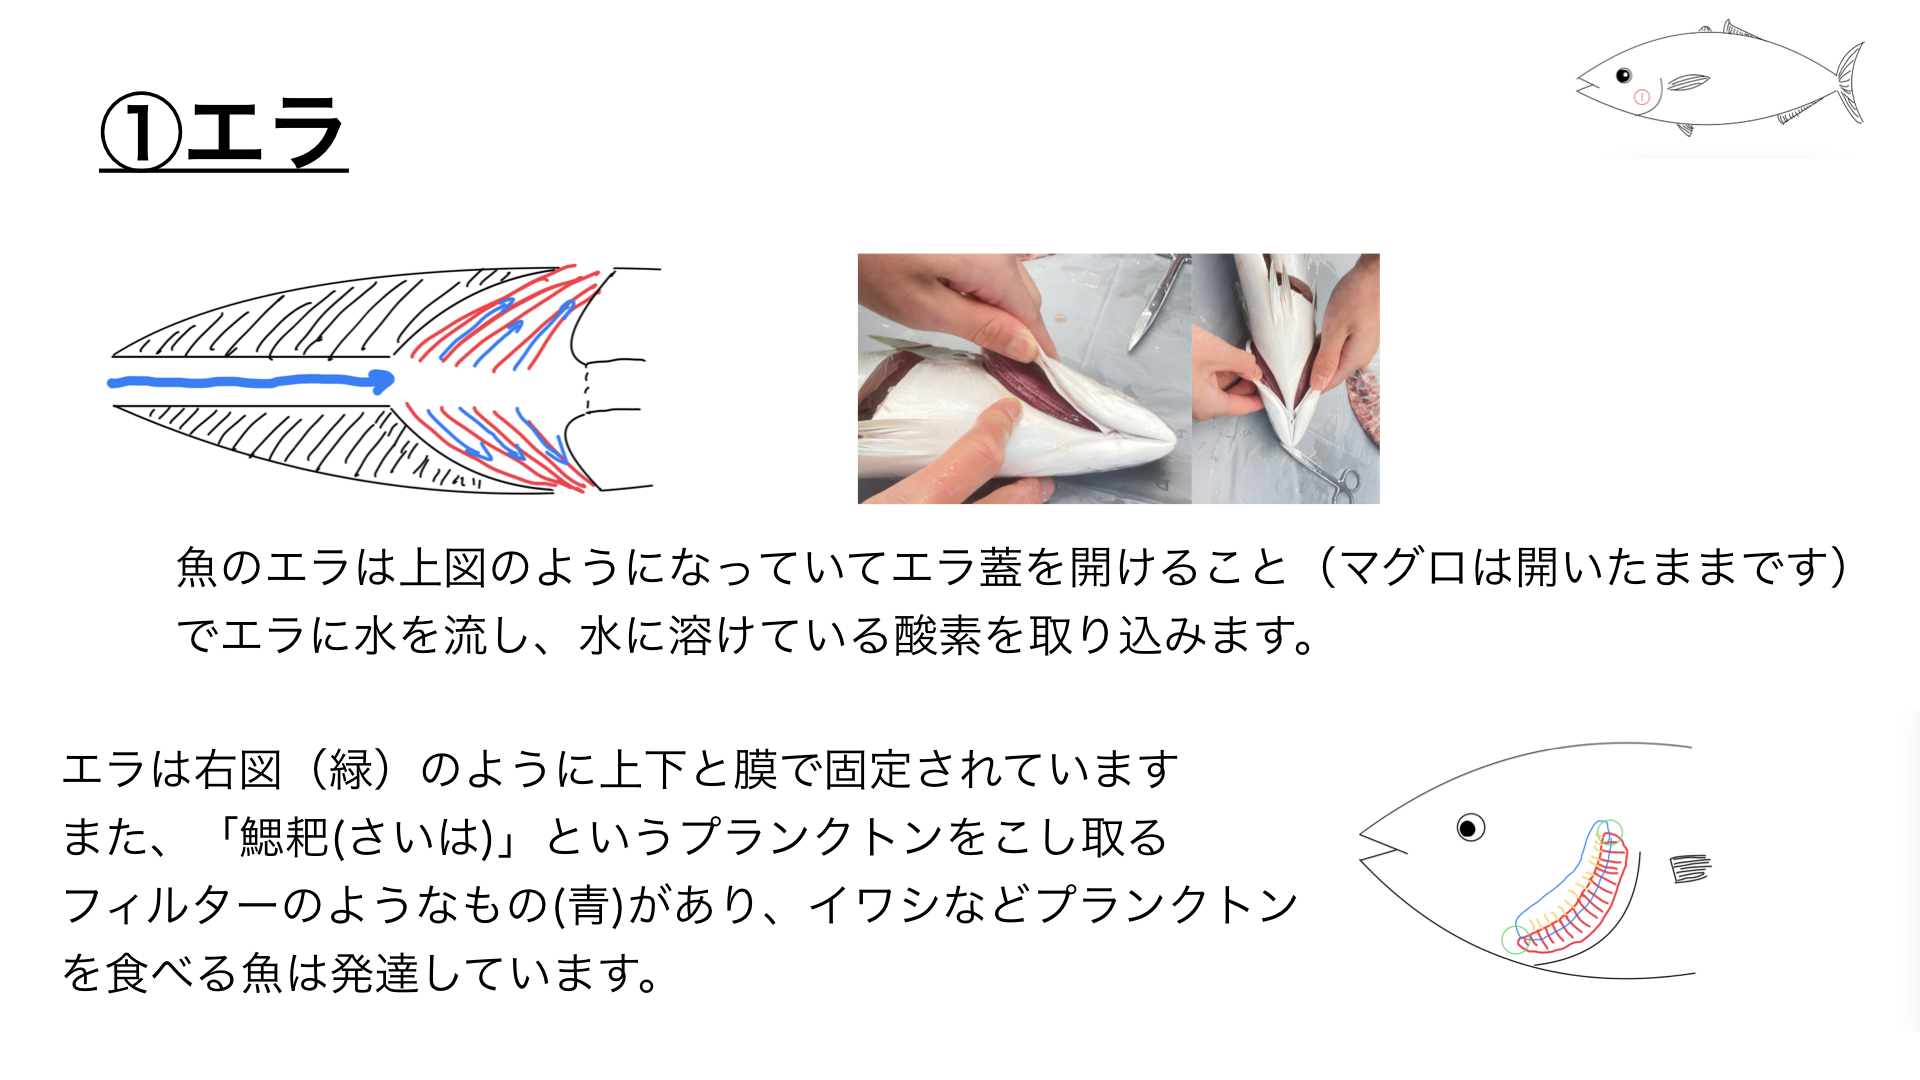 ①エラ
①
魚のエラは上図のようになっていてエラ蓋を開けること（マグロは開いたままです）
でエラに水を流し、水に溶けている酸素を取り込みます。
エラは右図（緑）のように上下と膜で固定されています
また、「鰓耙(さいは)」というプランクトンをこし取る
フィルターのようなもの(青)があり、イワシなどプランクトン
を食べる魚は発達しています。